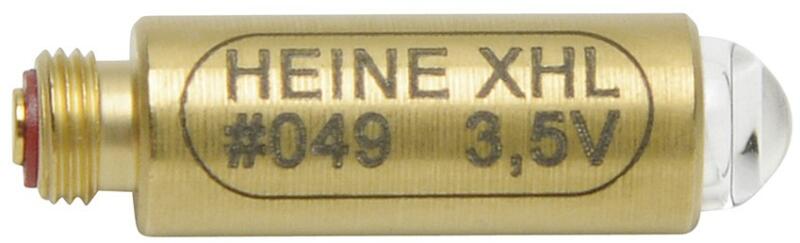 HEINE XHL
#049 3,5V